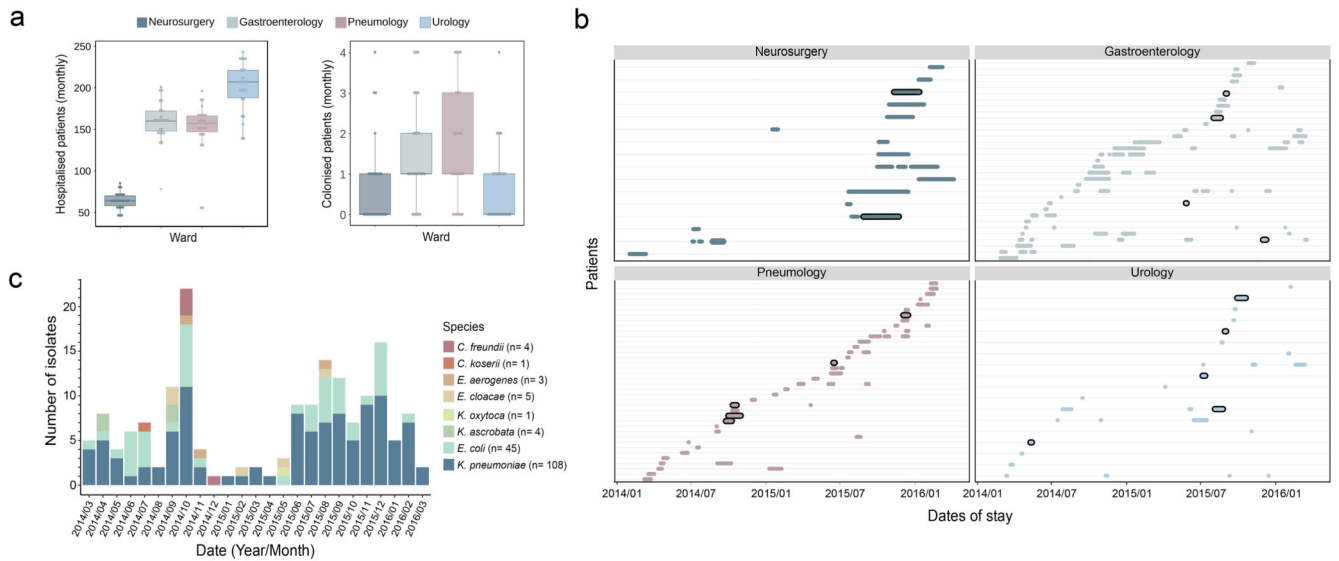 a
Neurosurgery Gastroenterology Pneumology Urology
Hospitalised patients (monthly)
250
200
150
100
50
Ward
Colonised patients (monthly)
4
3
2
1
0
Ward
b
Neurosurgery
Gastroenterology
Pneumology
Urology
Patients
2014/01 2014/07 2015/01 2015/07 2016/01
2014/01 2014/07 2015/01 2015/07 2016/01
Dates of stay
c
Number of isolates
20
15
10
5
0
2014/03
2014/04
2014/05
2014/06
2014/07
2014/08
2014/09
2014/10
2014/11
2014/12
2015/01
2015/02
2015/03
2015/04
2015/05
2015/06
2015/07
2015/08
2015/09
2015/10
2015/11
2015/12
2016/01
2016/02
2016/03
Date (Year/Month)
Species
C. freundii (n= 4)
C. koserii (n= 1)
E. aerogenes (n= 3)
E. cloacae (n= 5)
K. oxytoca (n= 1)
K. ascrobata (n= 4)
E. coli (n= 45)
K. pneumoniae (n= 108)